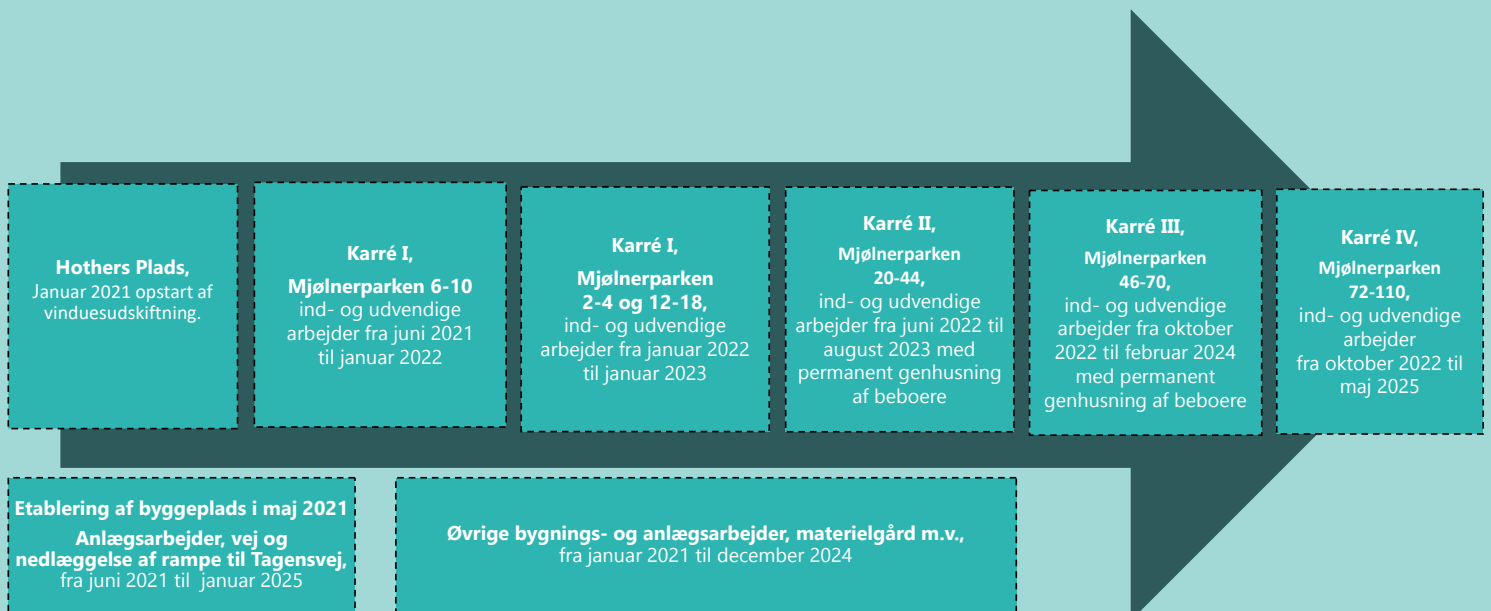 Hothers Plads,
Januar 2021 opstart af
vinduesudskiftning.
Karré I,
Mjølnerparken 6-10
ind- og udvendige
arbejder fra juni 2021
til januar 2022
Karré I,
Mjølnerparken
2-4 og 12-18,
ind- og udvendige
arbejder fra januar 2022
til januar 2023
Karré II,
Mjølnerparken
20-44,
ind- og udvendige
arbejder fra juni 2022 til
august 2023 med
permanent genhusning
af beboere
Karré III,
Mjølnerparken
46-70,
ind- og udvendige
arbejder fra oktober
2022 til februar 2024
med permanent
genhusning af beboere
Karré IV,
Mjølnerparken
72-110,
ind- og udvendige
arbejder
fra oktober 2022 til
maj 2025
Etablering af byggeplads i maj 2021
Anlægsarbejder, vej og
nedlæggelse af rampe til Tagensvej,
fra juni 2021 til januar 2025
Øvrige bygnings- og anlægsarbejder, materielgård m.v.,
fra januar 2021 til december 2024